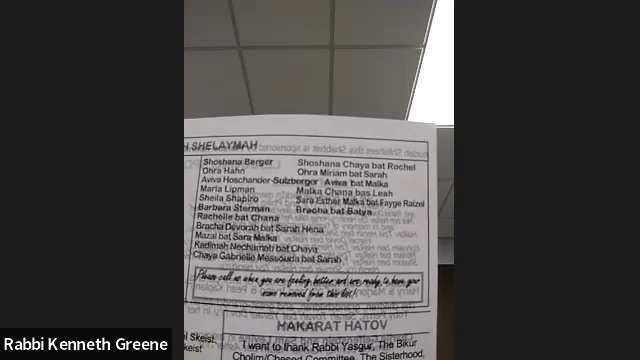 H SHELAYMAH
Shoshana Berger Shoshana Chaya bat Rochel
Ohra Hahn Ohra Miriam bat Sarah
Aviva Hoschander-Sulzberger Aviva bat Malka
Marla Lipman Malka Chana bas Leah
Sheila Shapiro Sara Esther Malka bat Fayge Raizel
Barbara Sterman Bracha bat Batya
Rachelle bat Chana
Bracha Devorah bat Sarah Hena
Mazal bat Sara Malka
Kadimah Nechumeh bat Chava
Chaya Gabrielle Messouda bat Sarah
Please call us when you are feeling better and are ready to have your
name removed from this list!
HAKARAT HATOV
l Skeist
Skeist
I want to thank Rabbi Yasgur, The Bikur
Cholim/Chesed Committee, The Sisterhood,
Rabbi Kenneth Greene